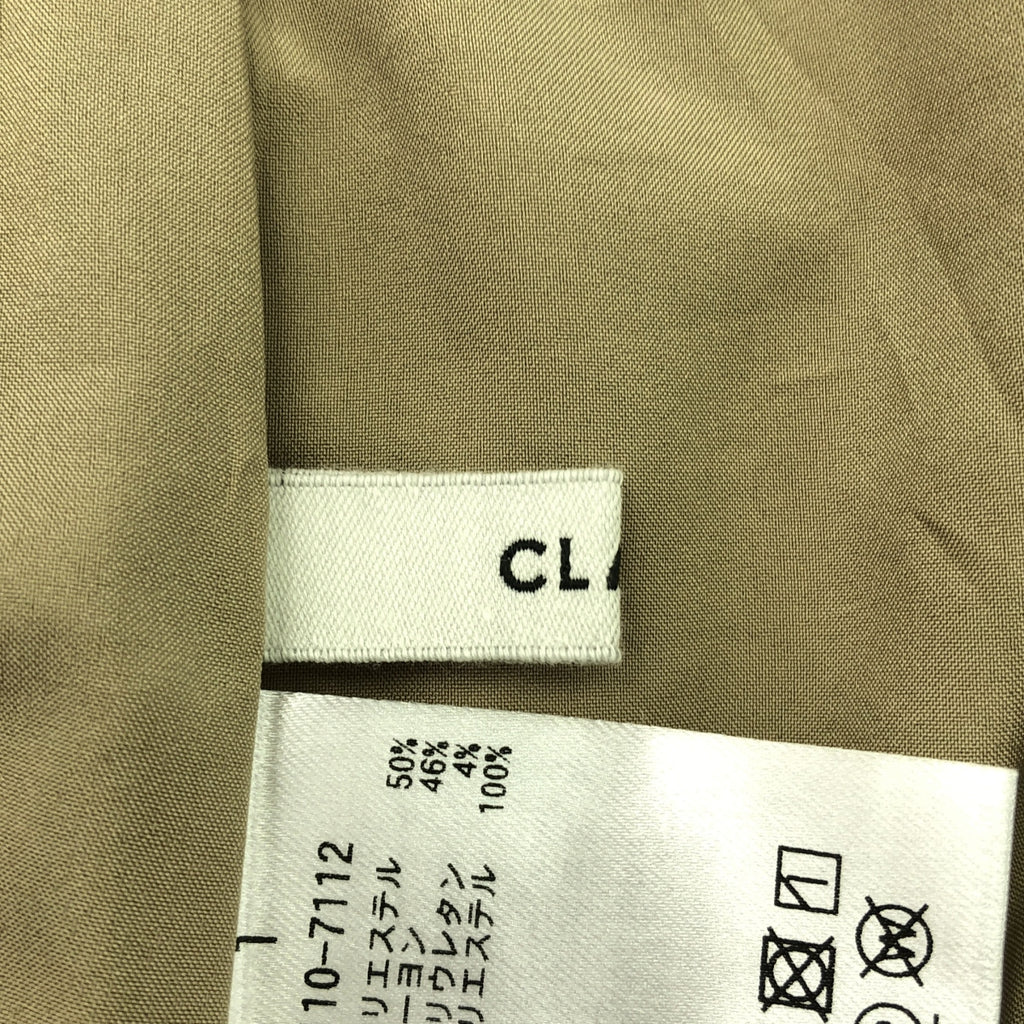 CL
10-7112
リエステル 50%
ーヨン 46%
リウレタン 4%
リエステル 100%